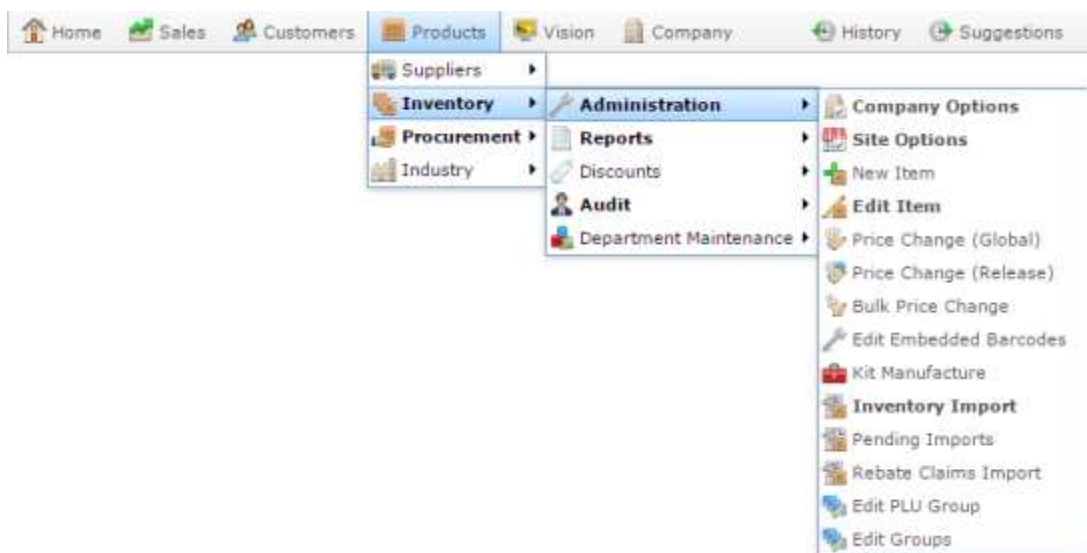 Home Sales Customers Products Vision Company History Suggestions
Suppliers
Inventory Administration Company Options
Procurement Reports Site Options
Industry Discounts New Item
Audit Edit Item
Department Maintenance Price Change (Global)
Price Change (Release)
Bulk Price Change
Edit Embedded Barcodes
Kit Manufacture
Inventory Import
Pending Imports
Rebate Claims Import
Edit PLU Group
Edit Groups